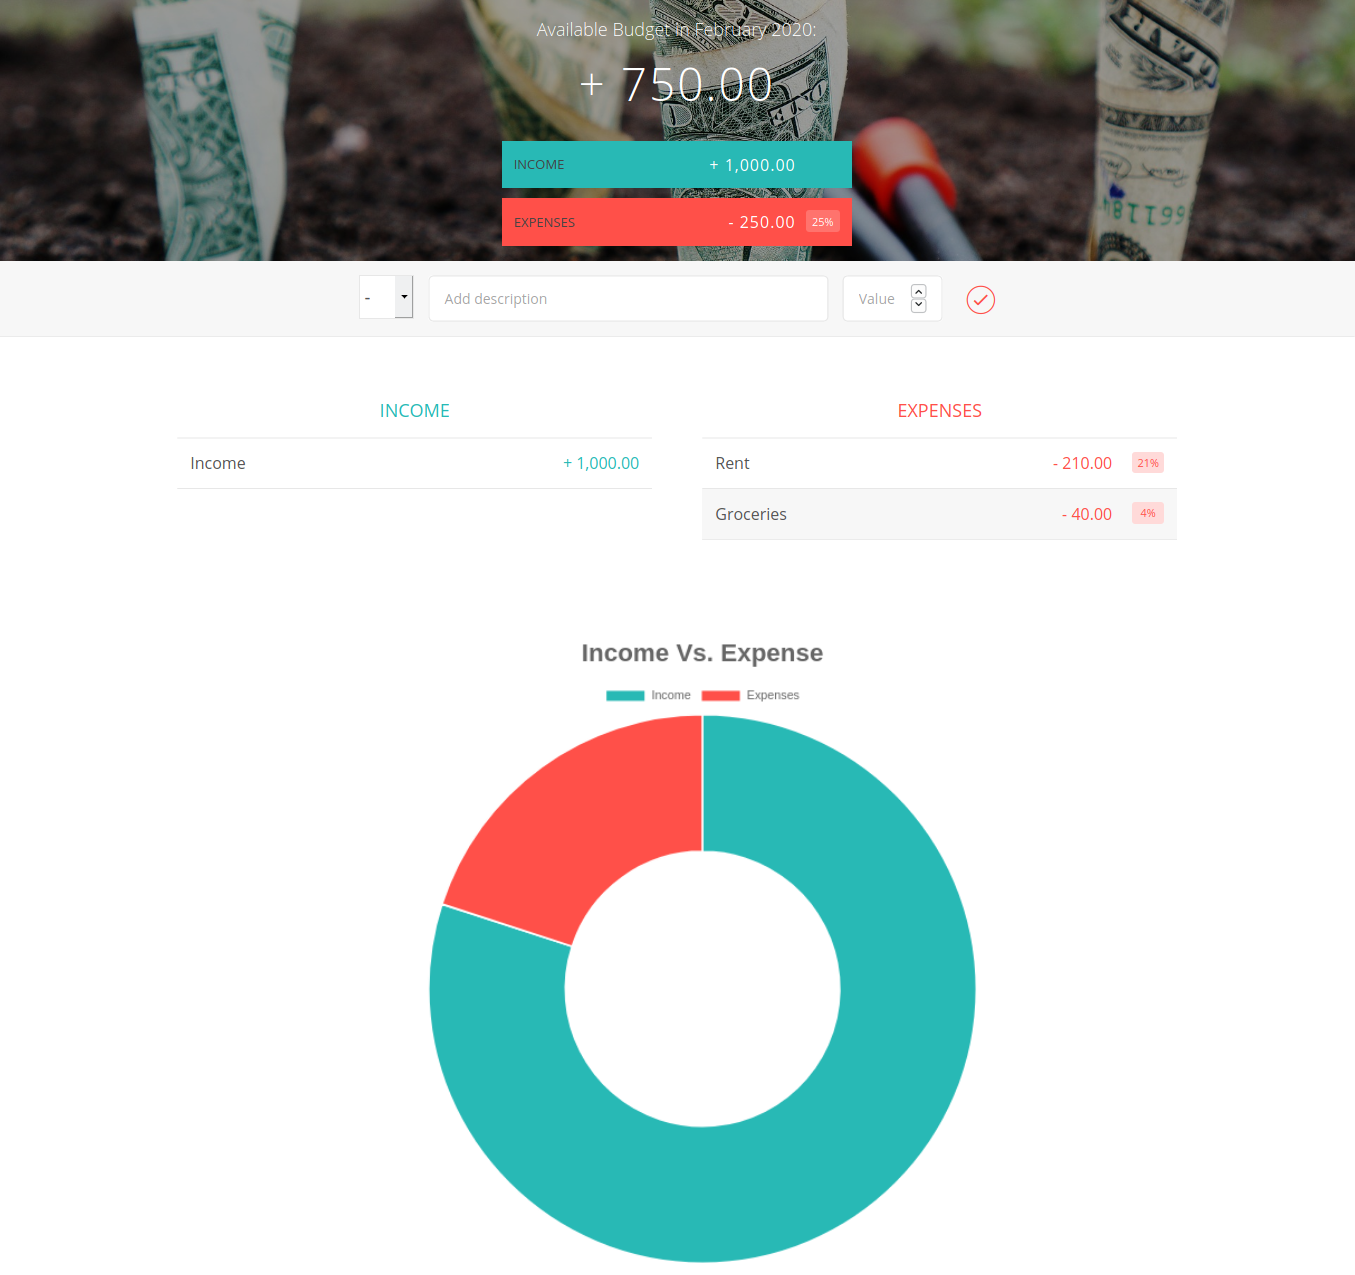 Available Budget in February 2020:
+ 750.00
INCOME + 1,000.00
EXPENSES - 250.00 25%
- Add description Value
INCOME
Income + 1,000.00
EXPENSES
Rent - 210.00 21%
Groceries - 40.00 4%
Income Vs. Expense
Income Expenses